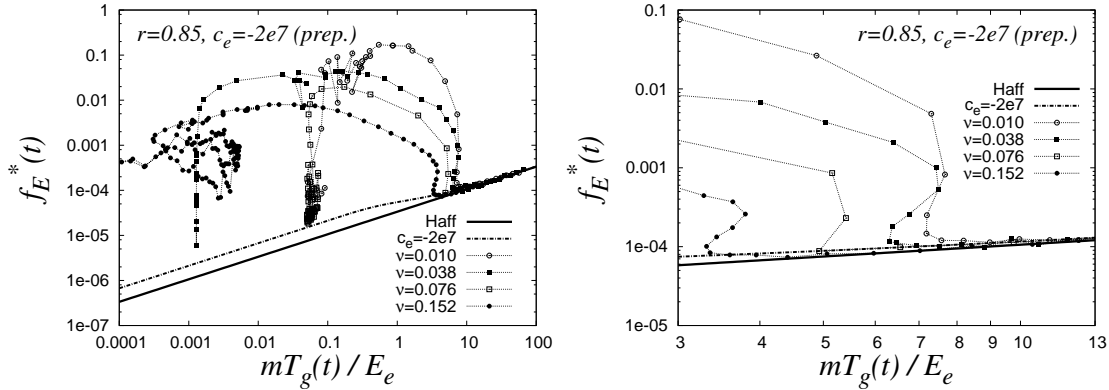 r=0.85, c_e=-2e7 (prep.)
f_E^*(t)
1
0.1
0.01
0.001
1e-04
1e-05
1e-06
1e-07
Haff
c_e=-2e7
ν=0.010
ν=0.038
ν=0.076
ν=0.152
0.0001 0.001 0.01 0.1 1 10 100
mT_g(t) / E_e
r=0.85, c_e=-2e7 (prep.)
f_E^*(t)
0.1
0.01
0.001
1e-04
1e-05
Haff
c_e=-2e7
ν=0.010
ν=0.038
ν=0.076
ν=0.152
3 4 5 6 7 8 9 10 13
mT_g(t) / E_e